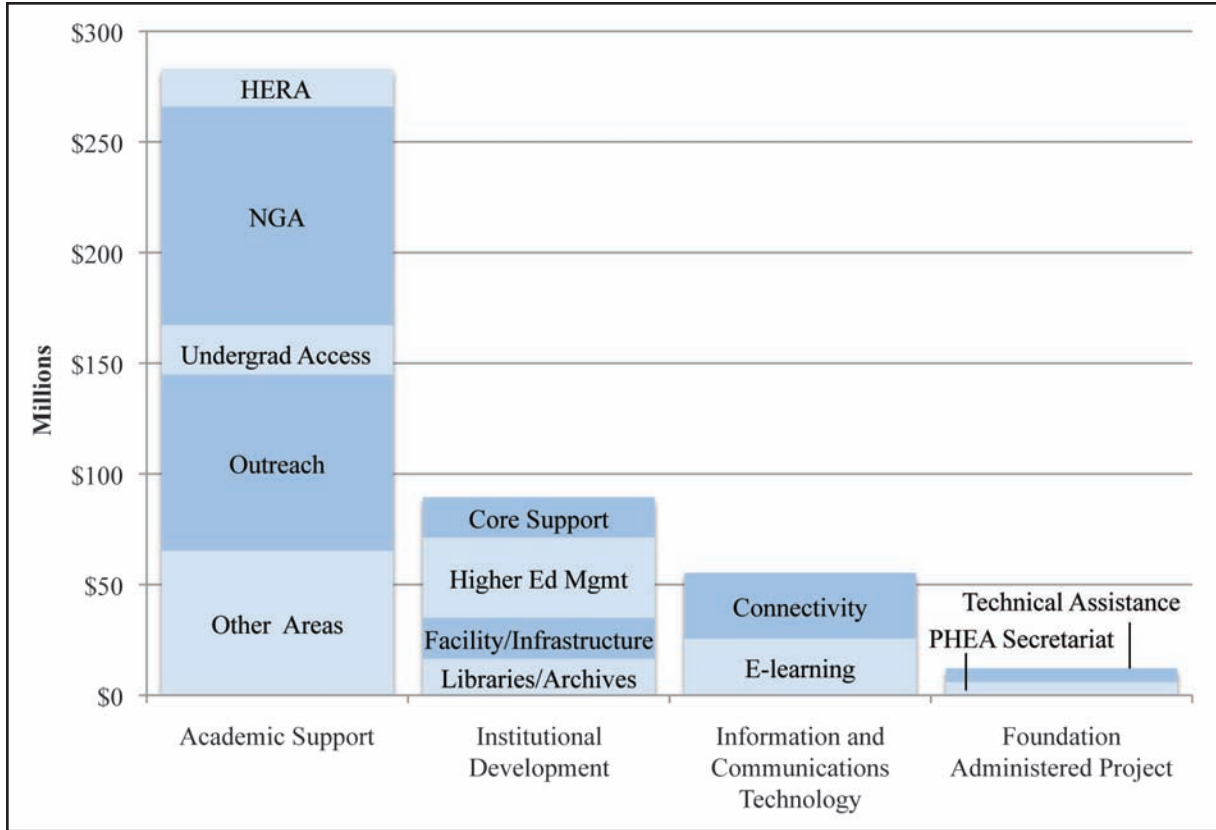 $300
$250
$200
$150
$100
$50
$0
Millions
HERA
NGA
Undergrad Access
Outreach
Other Areas
Core Support
Higher Ed Mgmt
Facility/Infrastructure
Libraries/Archives
Connectivity
E-learning
Technical Assistance
PHEA Secretariat
Academic Support
Institutional
Development
Information and
Communications
Technology
Foundation
Administered Project